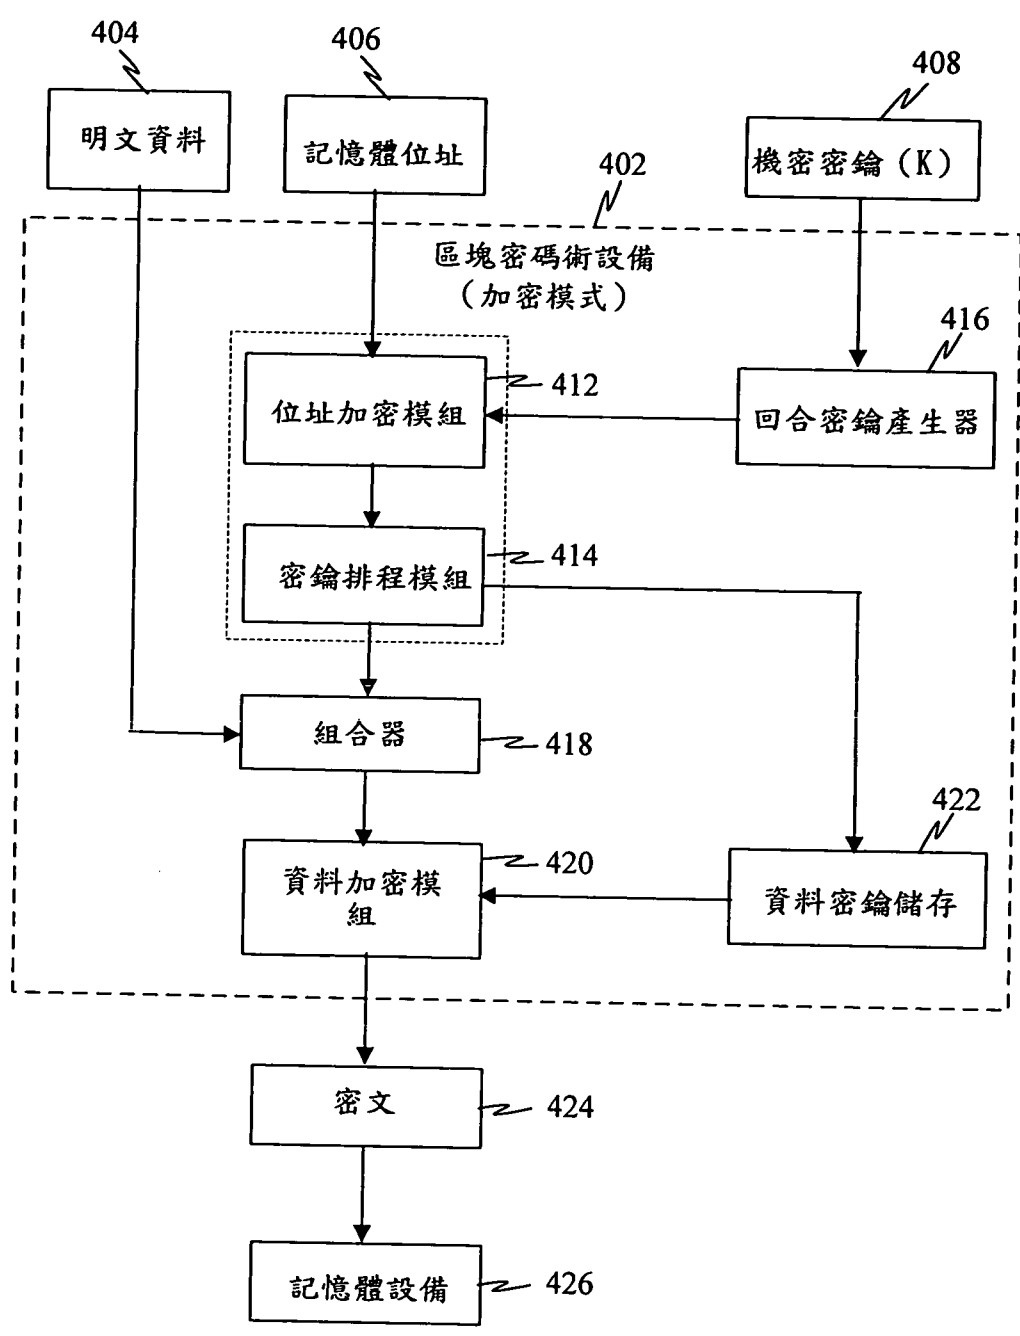 404
406
408
明文資料
記憶體位址
機密密鑰(K)
402
區塊密碼術設備
(加密模式)
416
412
位址加密模組
回合密鑰產生器
414
密鑰排程模組
組合器
418
422
420
資料加密模
組
資料密鑰儲存
密文
424
記憶體設備
426